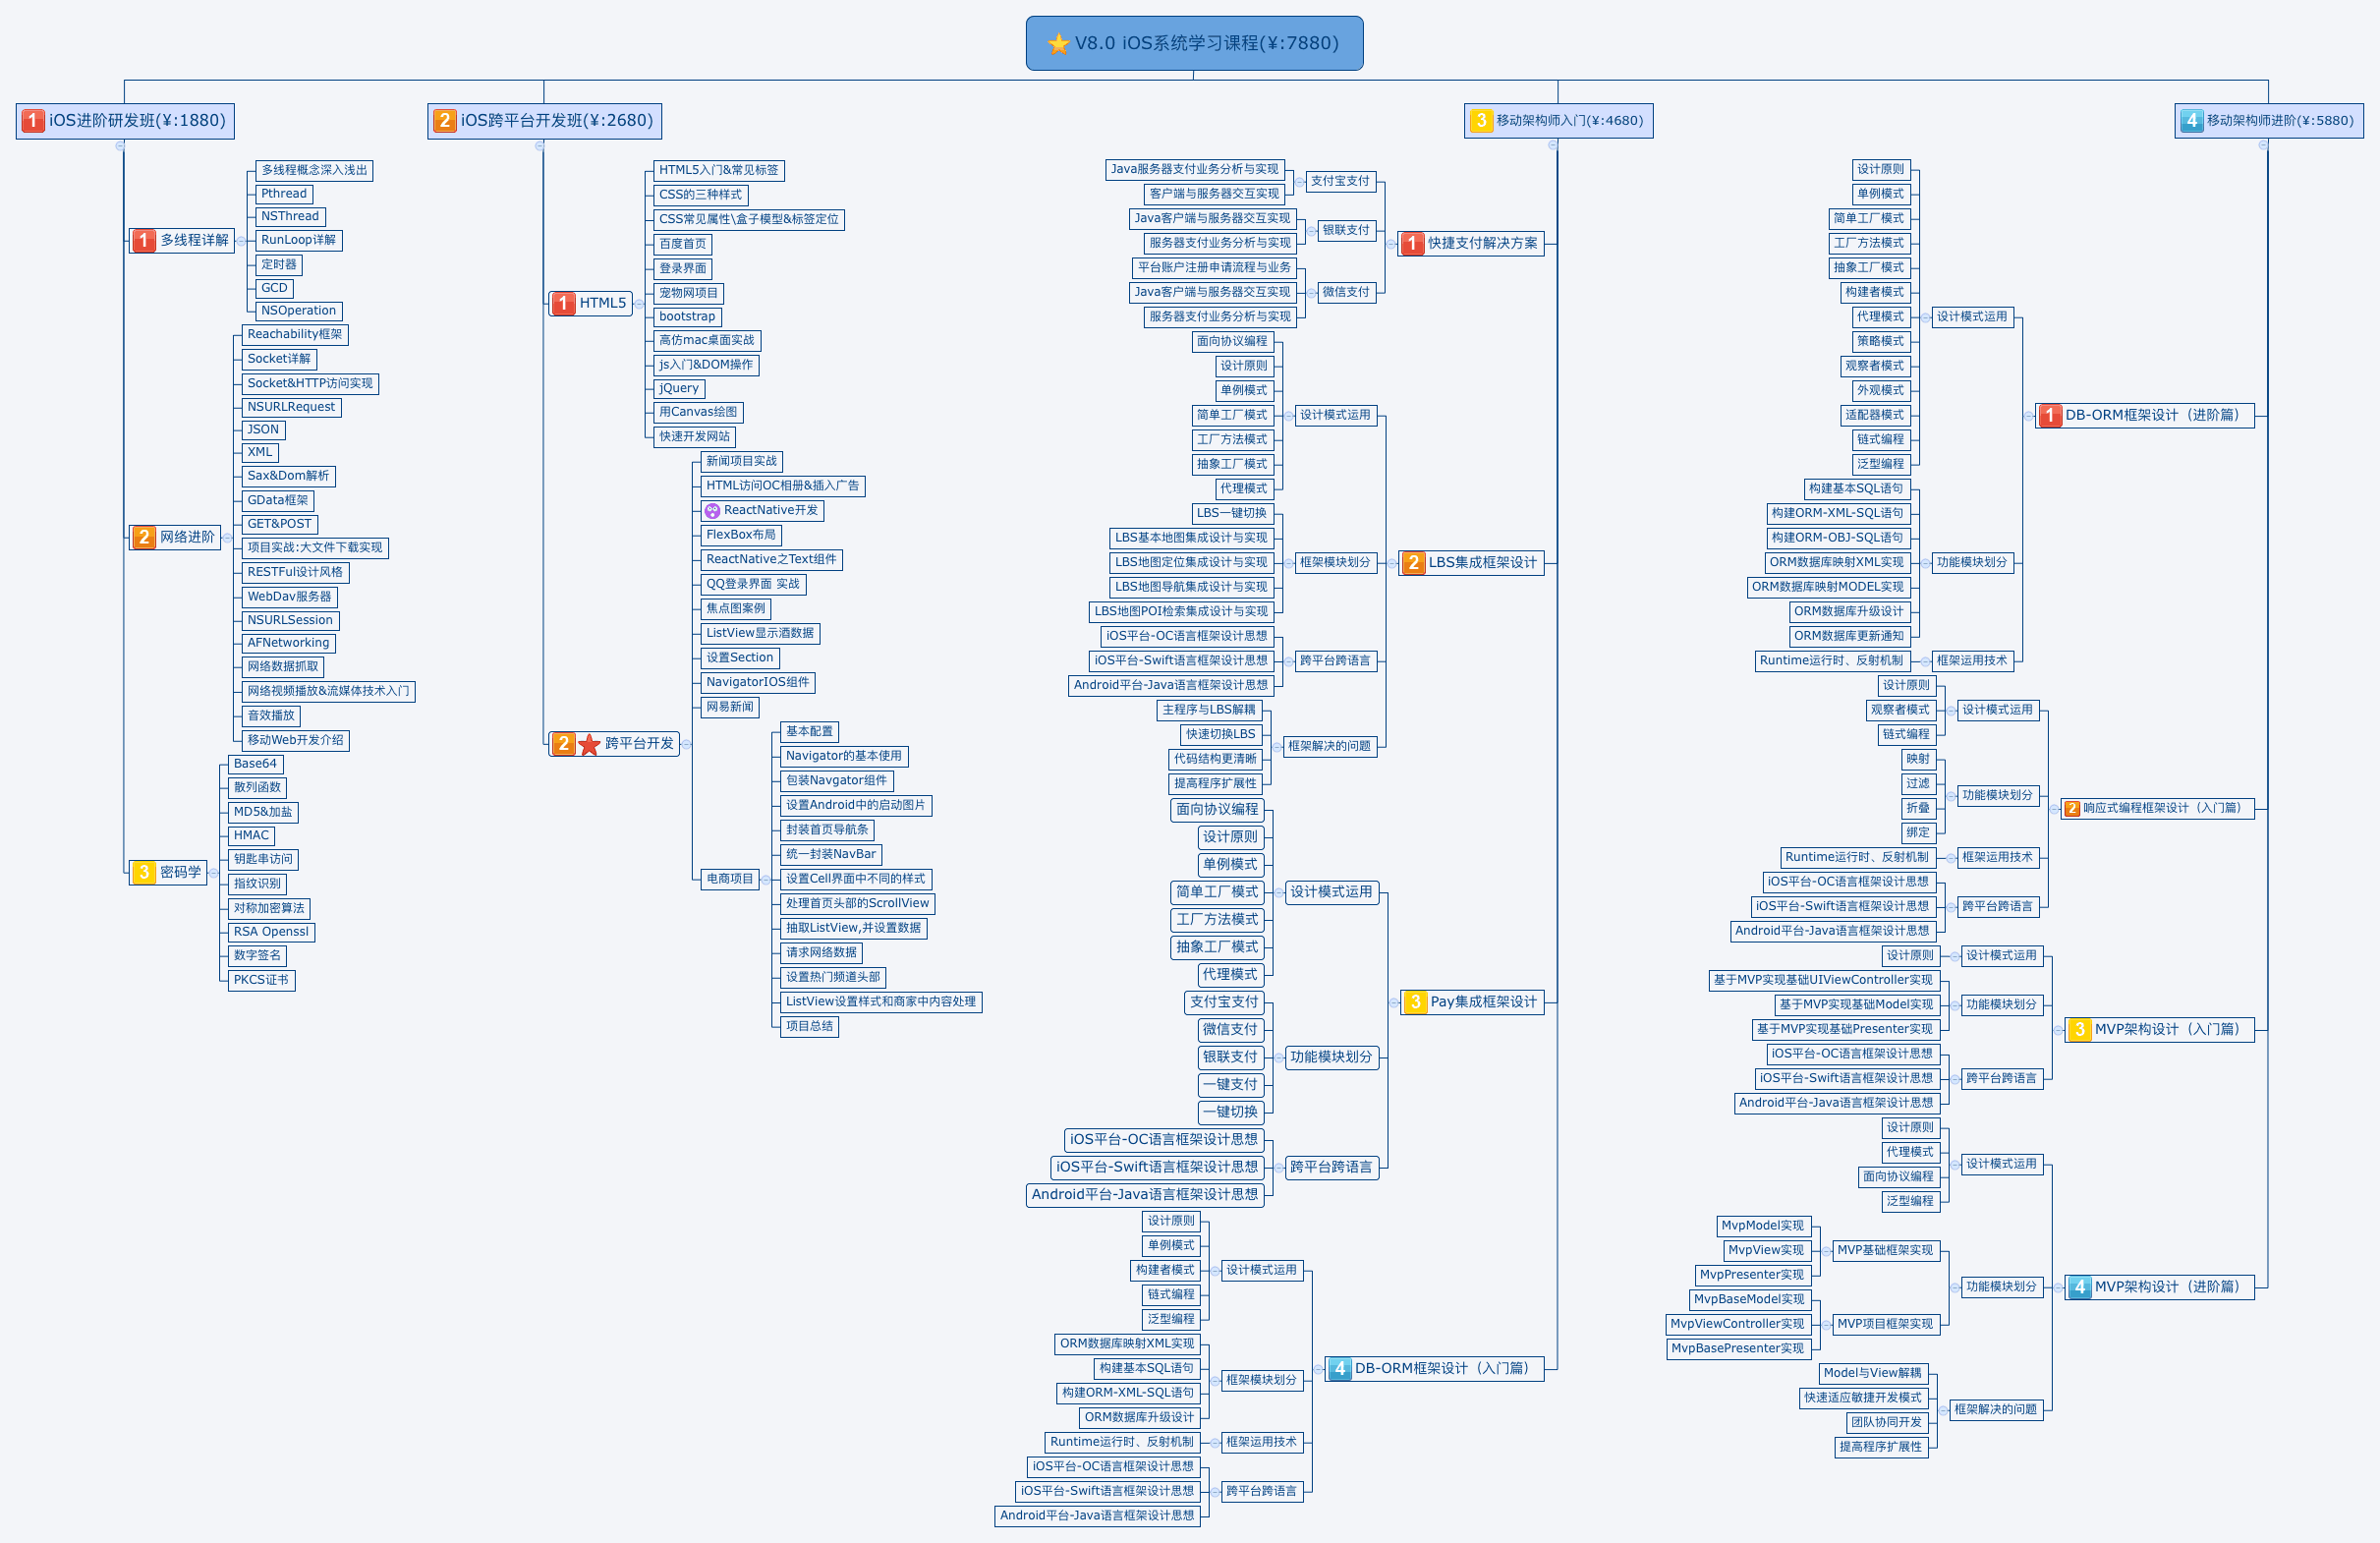 V8.0 iOS系统学习课程(¥:7880)
1 iOS进阶研发班(¥:1880)
1 多线程详解
多线程概念深入浅出
Pthread
NSThread
RunLoop详解
定时器
GCD
NSOperation
2 网络进阶
Reachability框架
Socket详解
Socket&HTTP访问实现
NSURLRequest
JSON
XML
Sax&Dom解析
GData框架
GET&POST
项目实战:大文件下载实现
RESTFul设计风格
WebDav服务器
NSURLSession
AFNetworking
网络数据抓取
网络视频播放&流媒体技术入门
音效播放
移动Web开发介绍
3 密码学
Base64
散列函数
MD5&加盐
HMAC
钥匙串访问
指纹识别
对称加密算法
RSA Openssl
数字签名
PKCS证书
2 iOS跨平台开发班(¥:2680)
1 HTML5
HTML5入门&常见标签
CSS的三种样式
CSS常见属性\盒子模型&标签定位
百度首页
登录界面
宠物网项目
bootstrap
高仿mac桌面实战
js入门&DOM操作
jQuery
用Canvas绘图
快速开发网站
2 跨平台开发
新闻项目实战
HTML访问OC相册&插入广告
ReactNative开发
FlexBox布局
ReactNative之Text组件
QQ登录界面 实战
焦点图案例
ListView显示酒数据
设置Section
NavigatorIOS组件
网易新闻
电商项目
基本配置
Navigator的基本使用
包装Navgator组件
设置Android中的启动图片
封装首页导航条
统一封装NavBar
设置Cell界面中不同的样式
处理首页头部的ScrollView
抽取ListView,并设置数据
请求网络数据
设置热门频道头部
ListView设置样式和商家中内容处理
项目总结
3 移动架构师入门(¥:4680)
1 快捷支付解决方案
支付宝支付
Java服务器支付业务分析与实现
客户端与服务器交互实现
银联支付
Java客户端与服务器交互实现
服务器支付业务分析与实现
微信支付
平台账户注册申请流程与业务
Java客户端与服务器交互实现
服务器支付业务分析与实现
2 LBS集成框架设计
设计模式运用
面向协议编程
设计原则
单例模式
简单工厂模式
工厂方法模式
抽象工厂模式
代理模式
框架模块划分
LBS一键切换
LBS基本地图集成设计与实现
LBS地图定位集成设计与实现
LBS地图导航集成设计与实现
LBS地图POI检索集成设计与实现
跨平台跨语言
iOS平台-OC语言框架设计思想
iOS平台-Swift语言框架设计思想
Android平台-Java语言框架设计思想
框架解决的问题
主程序与LBS解耦
快速切换LBS
代码结构更清晰
提高程序扩展性
3 Pay集成框架设计
设计模式运用
面向协议编程
设计原则
单例模式
简单工厂模式
工厂方法模式
抽象工厂模式
代理模式
功能模块划分
支付宝支付
微信支付
银联支付
一键支付
一键切换
跨平台跨语言
iOS平台-OC语言框架设计思想
iOS平台-Swift语言框架设计思想
Android平台-Java语言框架设计思想
4 DB-ORM框架设计（入门篇）
设计模式运用
设计原则
单例模式
构建者模式
链式编程
泛型编程
框架模块划分
ORM数据库映射XML实现
构建基本SQL语句
构建ORM-XML-SQL语句
ORM数据库升级设计
框架运用技术
Runtime运行时、反射机制
跨平台跨语言
iOS平台-OC语言框架设计思想
iOS平台-Swift语言框架设计思想
Android平台-Java语言框架设计思想
4 移动架构师进阶(¥:5880)
1 DB-ORM框架设计（进阶篇）
设计模式运用
设计原则
单例模式
简单工厂模式
工厂方法模式
抽象工厂模式
构建者模式
代理模式
策略模式
观察者模式
外观模式
适配器模式
链式编程
泛型编程
功能模块划分
构建基本SQL语句
构建ORM-XML-SQL语句
构建ORM-OBJ-SQL语句
ORM数据库映射XML实现
ORM数据库映射MODEL实现
ORM数据库升级设计
ORM数据库更新通知
框架运用技术
Runtime运行时、反射机制
2 响应式编程框架设计（入门篇）
设计模式运用
设计原则
观察者模式
链式编程
功能模块划分
映射
过滤
折叠
绑定
框架运用技术
Runtime运行时、反射机制
跨平台跨语言
iOS平台-OC语言框架设计思想
iOS平台-Swift语言框架设计思想
Android平台-Java语言框架设计思想
3 MVP架构设计（入门篇）
设计模式运用
设计原则
功能模块划分
基于MVP实现基础UIViewController实现
基于MVP实现基础Model实现
基于MVP实现基础Presenter实现
跨平台跨语言
iOS平台-OC语言框架设计思想
iOS平台-Swift语言框架设计思想
Android平台-Java语言框架设计思想
4 MVP架构设计（进阶篇）
设计模式运用
设计原则
代理模式
面向协议编程
泛型编程
功能模块划分
MVP基础框架实现
MvpModel实现
MvpView实现
MvpPresenter实现
MVP项目框架实现
MvpBaseModel实现
MvpViewController实现
MvpBasePresenter实现
框架解决的问题
Model与View解耦
快速适应敏捷开发模式
团队协同开发
提高程序扩展性